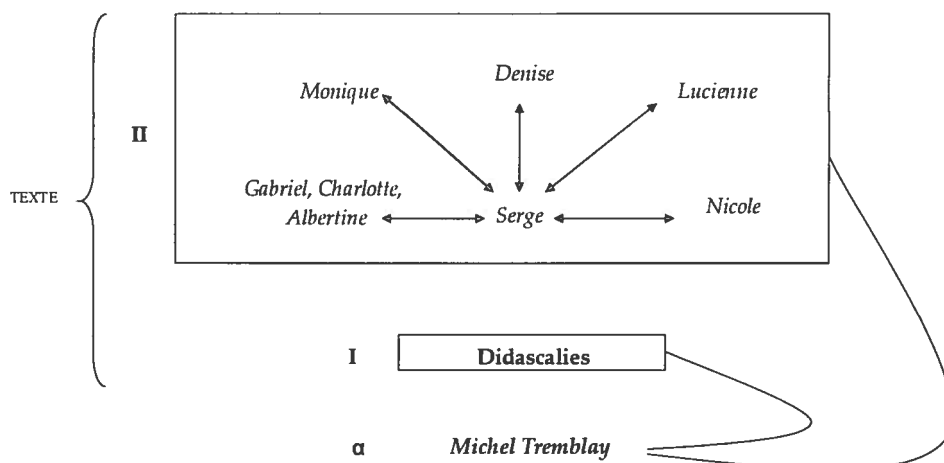 Denise
Monique
Lucienne
II
TEXTE
Gabriel, Charlotte,
Albertine
Serge
Nicole
I
Didascalies
α
Michel Tremblay